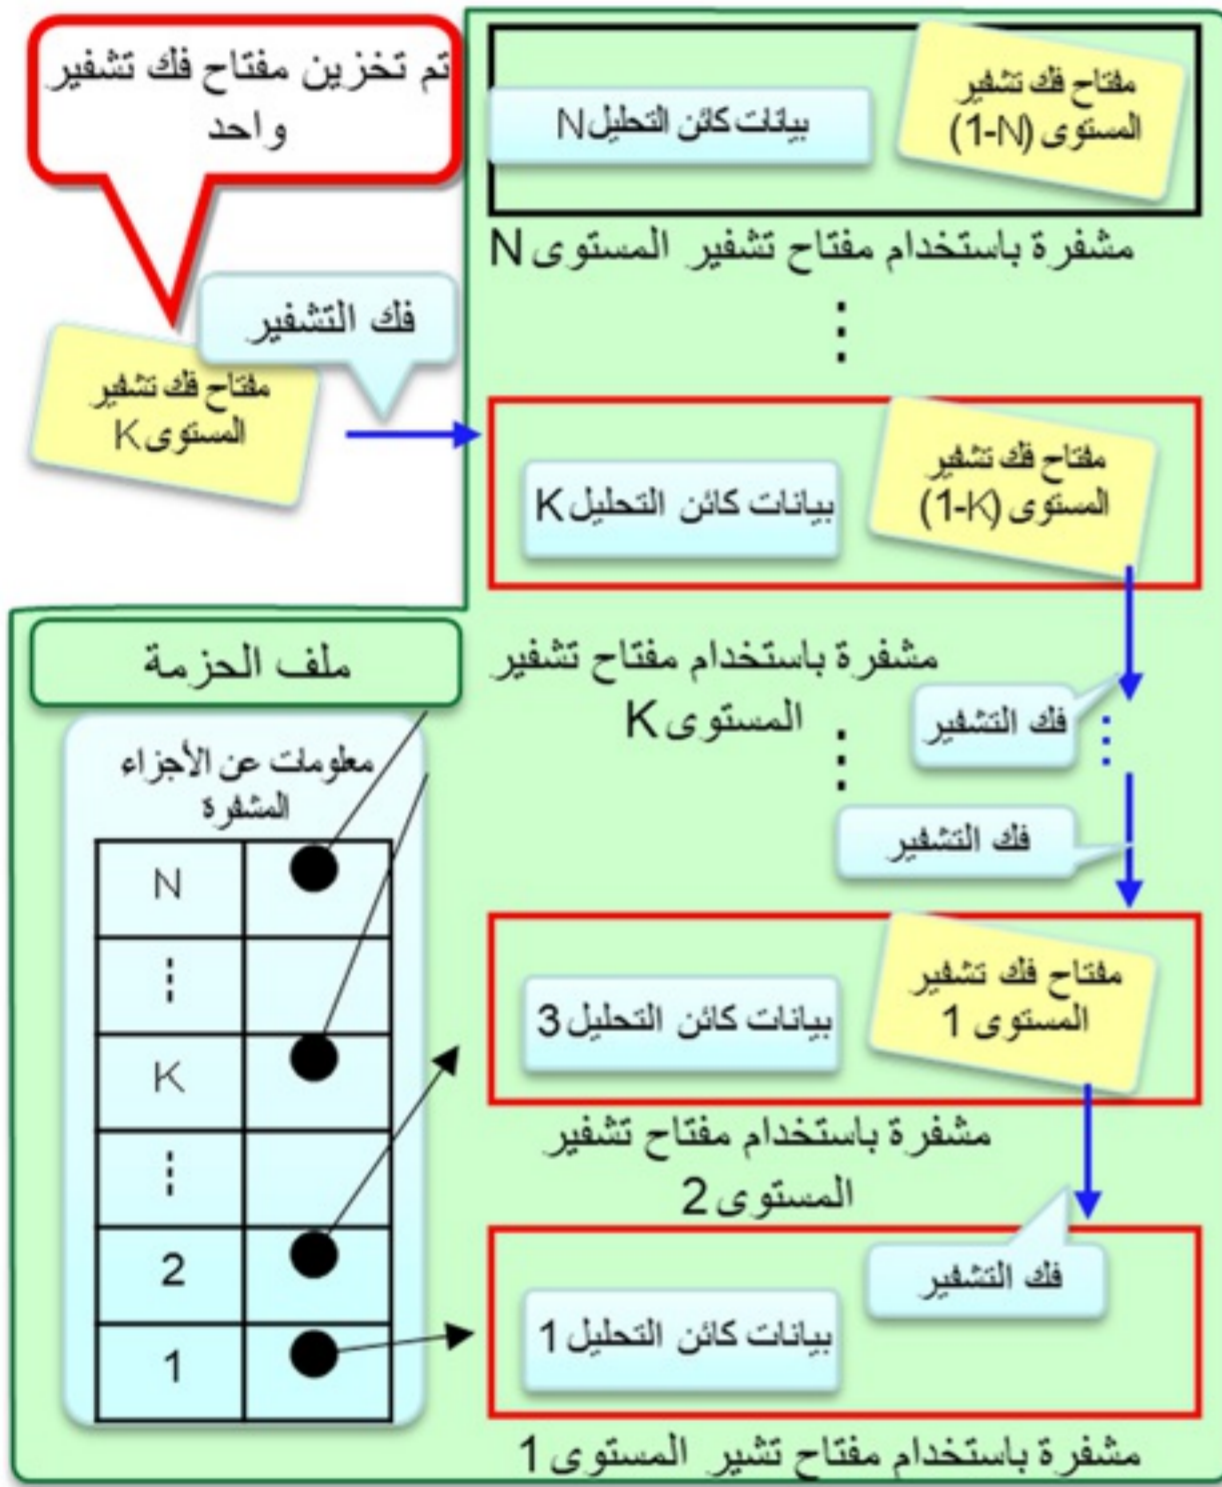 تم تخزين مفتاح فك تشفير
واحد
مفتاح فك تشفير
المستوى (1-N)
بيانات كائن التحليل N
مشفرة باستخدام مفتاح تشفير المستوى N
فك التشفير
مفتاح فك تشفير
المستوى K
مفتاح فك تشفير
المستوى (1-K)
بيانات كائن التحليل K
مشفرة باستخدام مفتاح تشفير
المستوى K
فك التشفير
فك التشفير
ملف الحزمة
معلومات عن الأجزاء
المشفرة
N
K
2
1
مفتاح فك تشفير
المستوى 1
بيانات كائن التحليل 3
مشفرة باستخدام مفتاح تشفير
المستوى 2
فك التشفير
بيانات كائن التحليل 1
مشفرة باستخدام مفتاح تشير المستوى 1